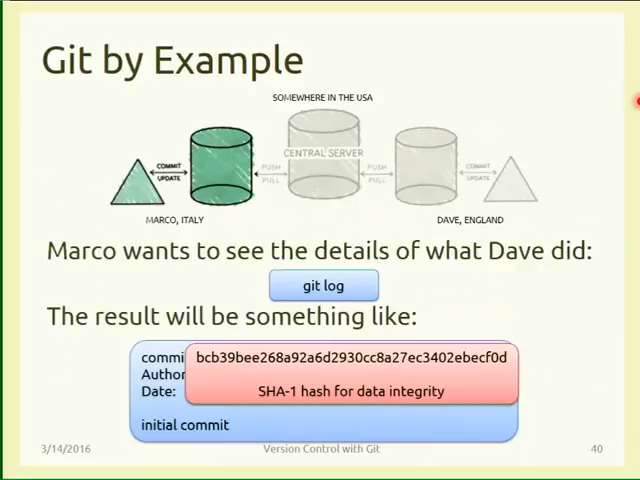 Git by Example
SOMEWHERE IN THE USA
CENTRAL SERVER
COMMIT
UPDATE
PUSH
PULL
PUSH
PULL
COMMIT
UPDATE
MARCO, ITALY
DAVE, ENGLAND
Marco wants to see the details of what Dave did:
git log
The result will be something like:
commi bcb39bee268a92a6d2930cc8a27ec3402ebecf0d
Author
Date: SHA-1 hash for data integrity
initial commit
3/14/2016 Version Control with Git 40